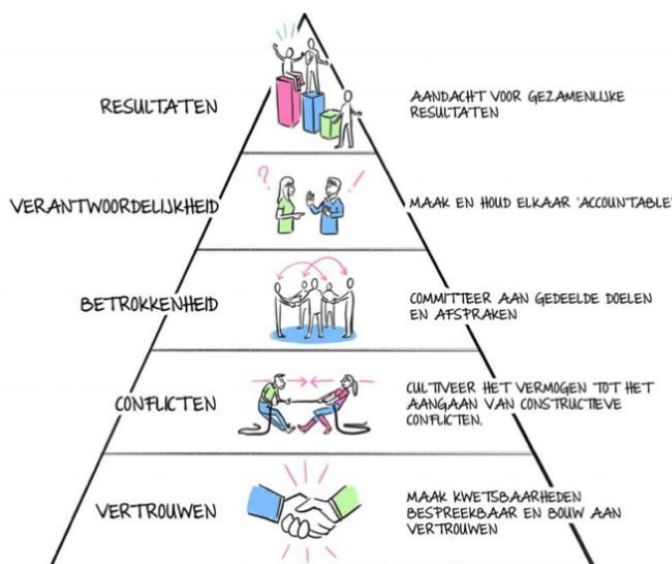 RESULTATEN
AANDACHT VOOR GEZAMENLIJKE
RESULTATEN
?
!
VERANTWOORDELIJKHEID
MAAK EN HOUD ELKAAR 'ACCOUNTABLE'
BETROKKENHEID
COMMITTEER AAN GEDEELDE DOELEN
EN AFSPRAKEN
CONFLICTEN
CULTIVEER HET VERMOGEN TOT HET
AANGAAN VAN CONSTRUCTIEVE
CONFLICTEN.
VERTROUWEN
MAAK KWETSBAARHEDEN
BESPREEKBAAR EN BOUW AAN
VERTROUWEN